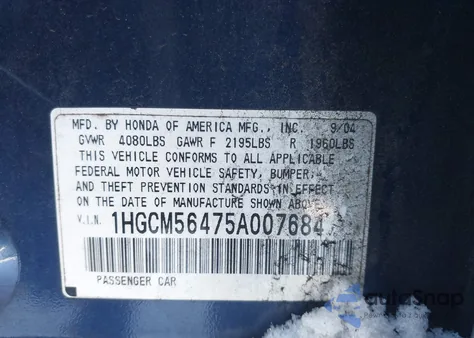 MFD. BY HONDA OF AMERICA MFG., INC. 9/04
GVWR 4080LBS GAWR F 2195LBS R 1960LBS
THIS VEHICLE CONFORMS TO ALL APPLICABLE
FEDERAL MOTOR VEHICLE SAFETY, BUMPER,
AND THEFT PREVENTION STANDARDS IN EFFECT
ON THE DATE OF MANUFACTURE SHOWN ABOVE.
V.I.N. 1HGCM56475A007684
PASSENGER CAR
autoSnap